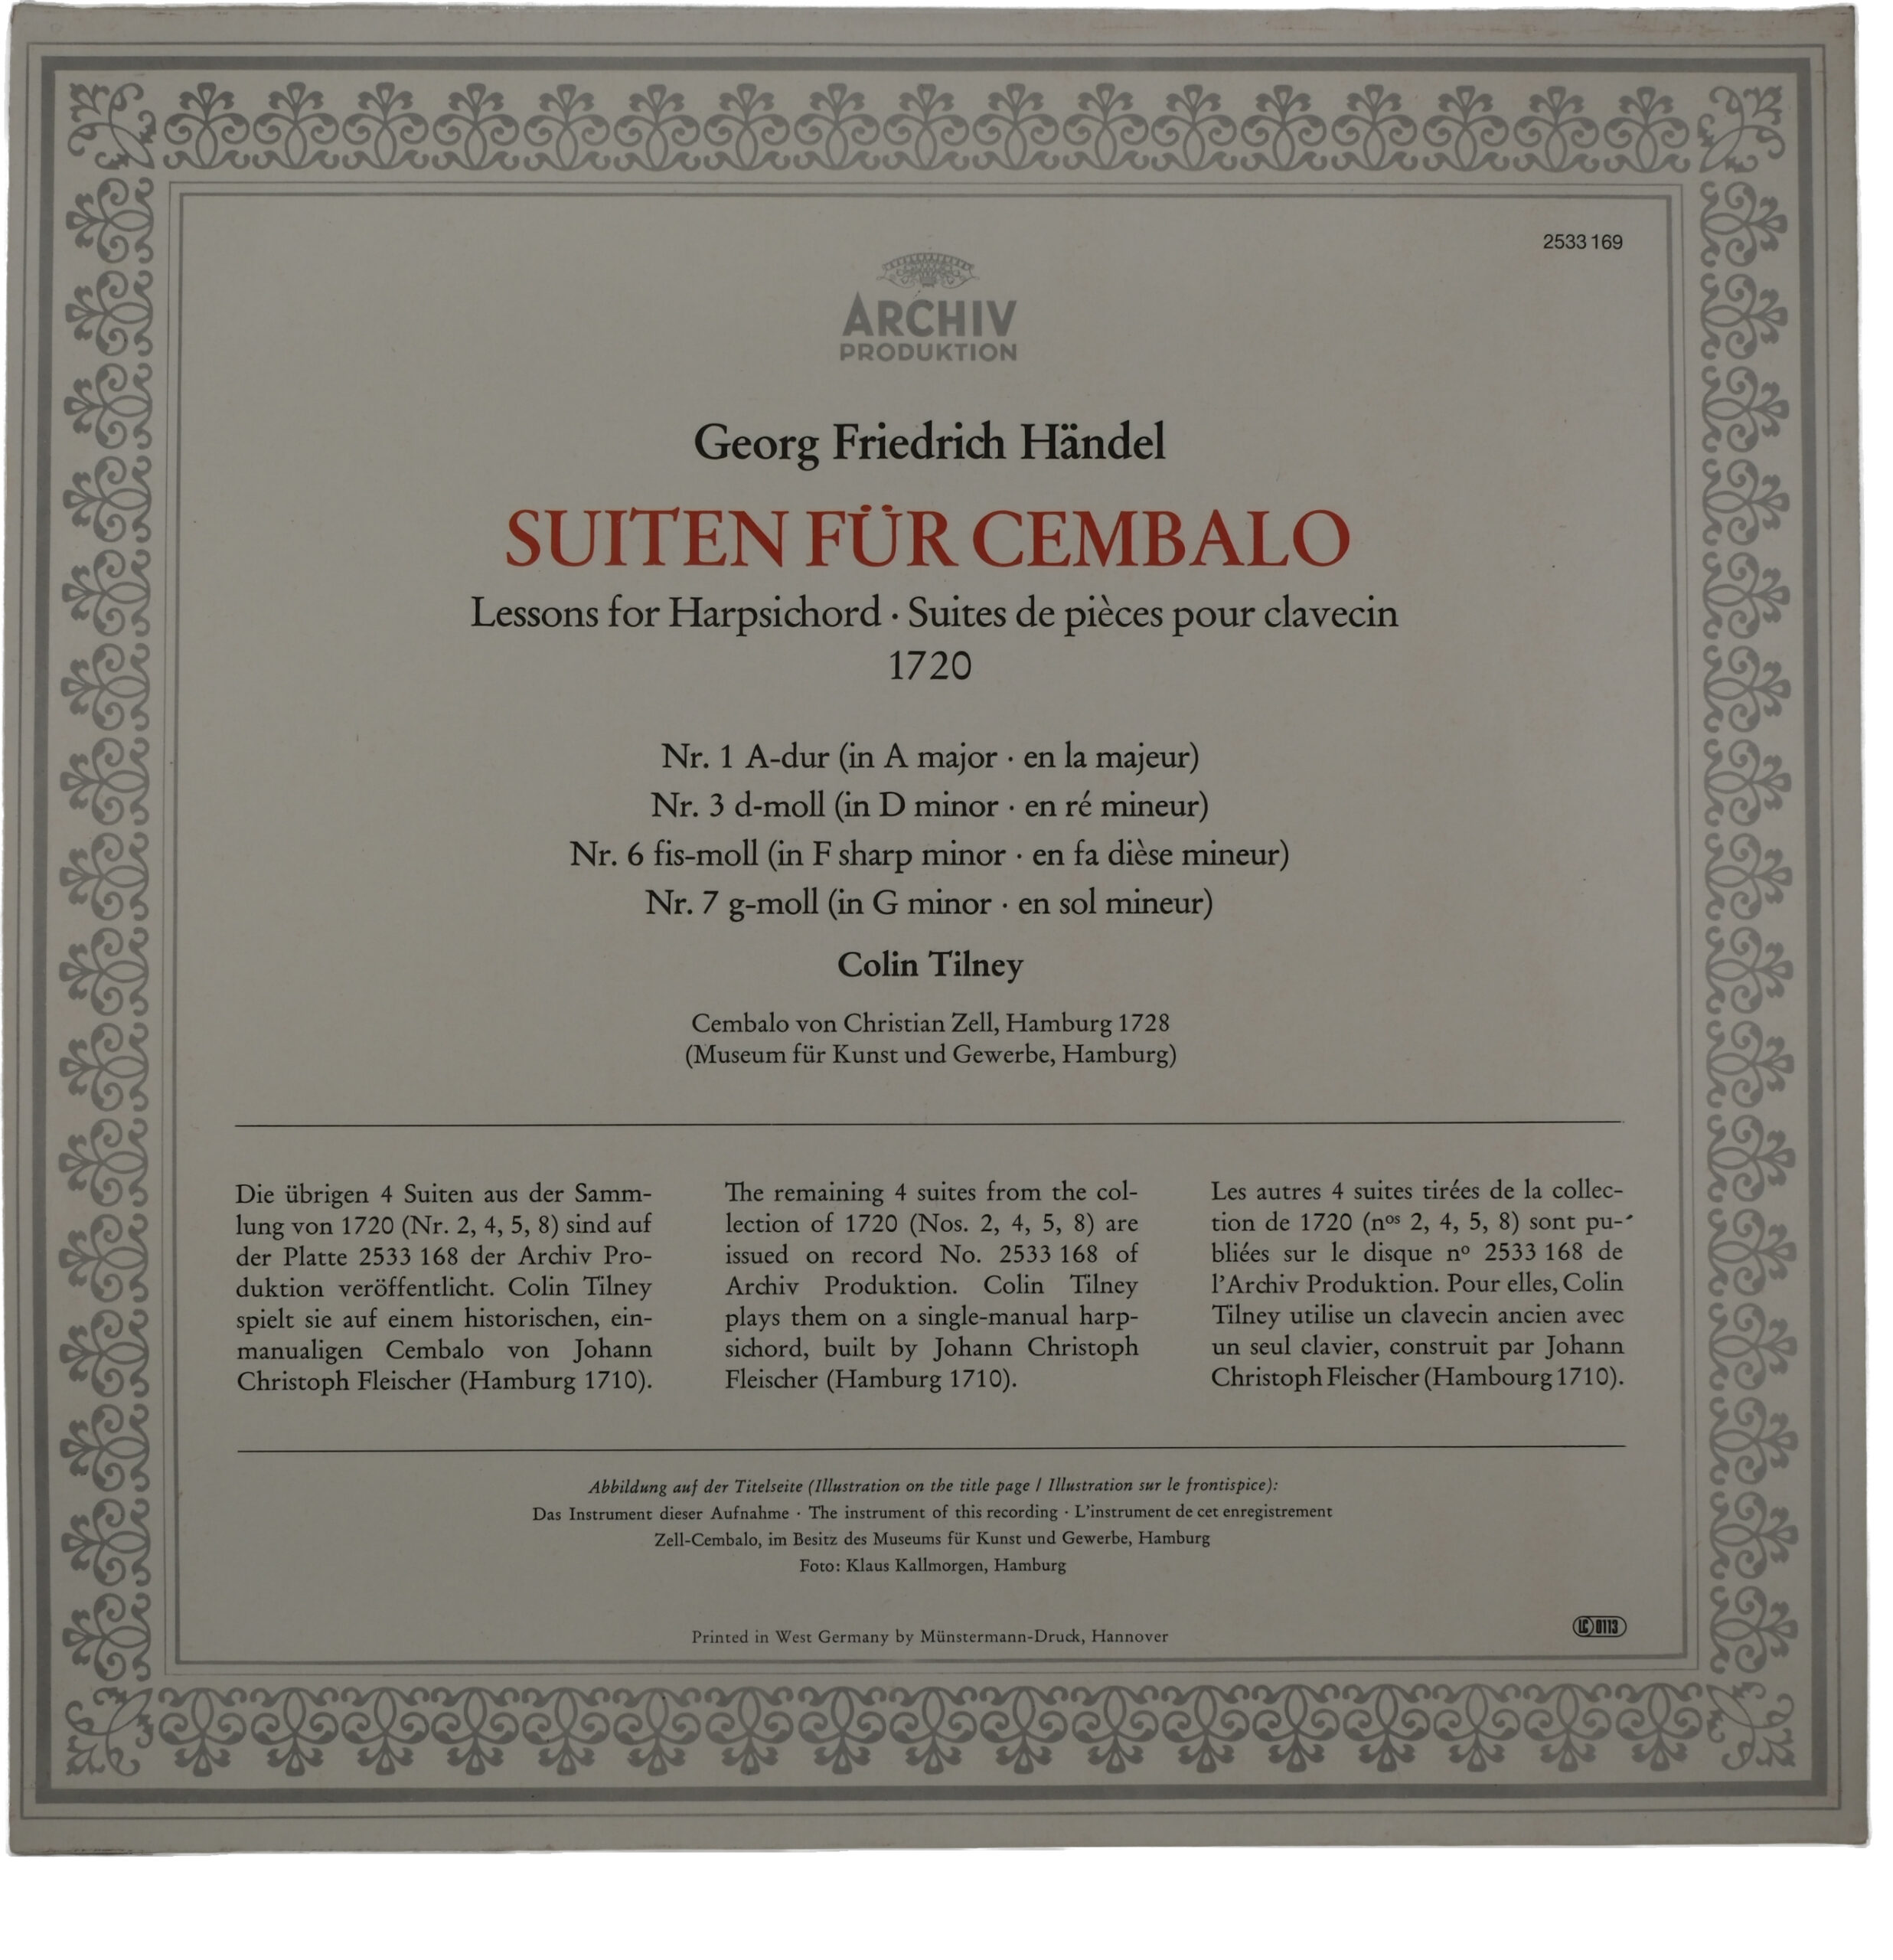 2533 169
ARCHIV
PRODUKTION
Georg Friedrich Händel
SUITEN FÜR CEMBALO
Lessons for Harpsichord · Suites de pièces pour clavecin
1720
Nr. 1 A-dur (in A major · en la majeur)
Nr. 3 d-moll (in D minor · en ré mineur)
Nr. 6 fis-moll (in F sharp minor · en fa dièse mineur)
Nr. 7 g-moll (in G minor · en sol mineur)
Colin Tilney
Cembalo von Christian Zell, Hamburg 1728
(Museum für Kunst und Gewerbe, Hamburg)
Die übrigen 4 Suiten aus der Samm-
lung von 1720 (Nr. 2, 4, 5, 8) sind auf
der Platte 2533 168 der Archiv Pro-
duktion veröffentlicht. Colin Tilney
spielt sie auf einem historischen, ein-
manualigen Cembalo von Johann
Christoph Fleischer (Hamburg 1710).
The remaining 4 suites from the col-
lection of 1720 (Nos. 2, 4, 5, 8) are
issued on record No. 2533 168 of
Archiv Produktion. Colin Tilney
plays them on a single-manual harp-
sichord, built by Johann Christoph
Fleischer (Hamburg 1710).
Les autres 4 suites tirées de la collec-
tion de 1720 (nos 2, 4, 5, 8) sont pu-
bliées sur le disque no 2533 168 de
l'Archiv Produktion. Pour elles, Colin
Tilney utilise un clavecin ancien avec
un seul clavier, construit par Johann
Christoph Fleischer (Hambourg 1710).
Abbildung auf der Titelseite (Illustration on the title page / Illustration sur le frontispice):
Das Instrument dieser Aufnahme · The instrument of this recording · L'instrument de cet enregistrement
Zell-Cembalo, im Besitz des Museums für Kunst und Gewerbe, Hamburg
Foto: Klaus Kallmorgen, Hamburg
Printed in West Germany by Münstermann-Druck, Hannover
LC 0113